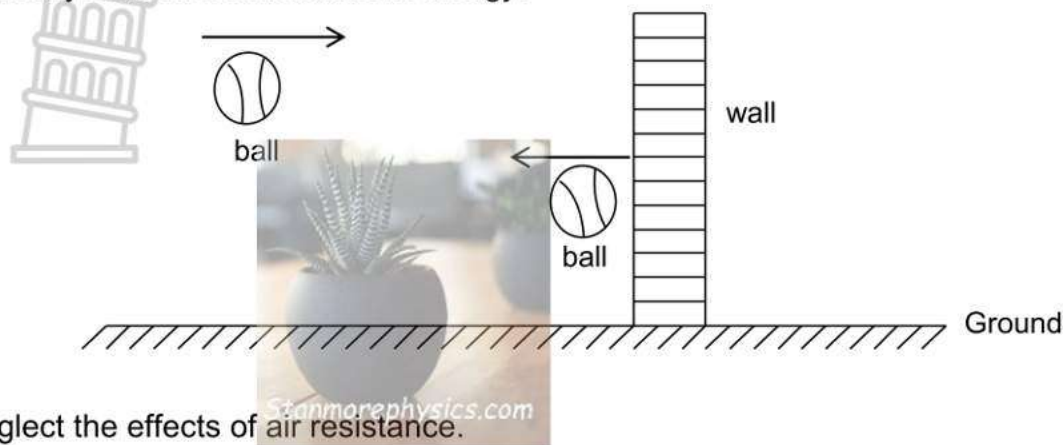 ball
wall
ball
Ground
Stanmorephysics.com
glect the effects of air resistance.